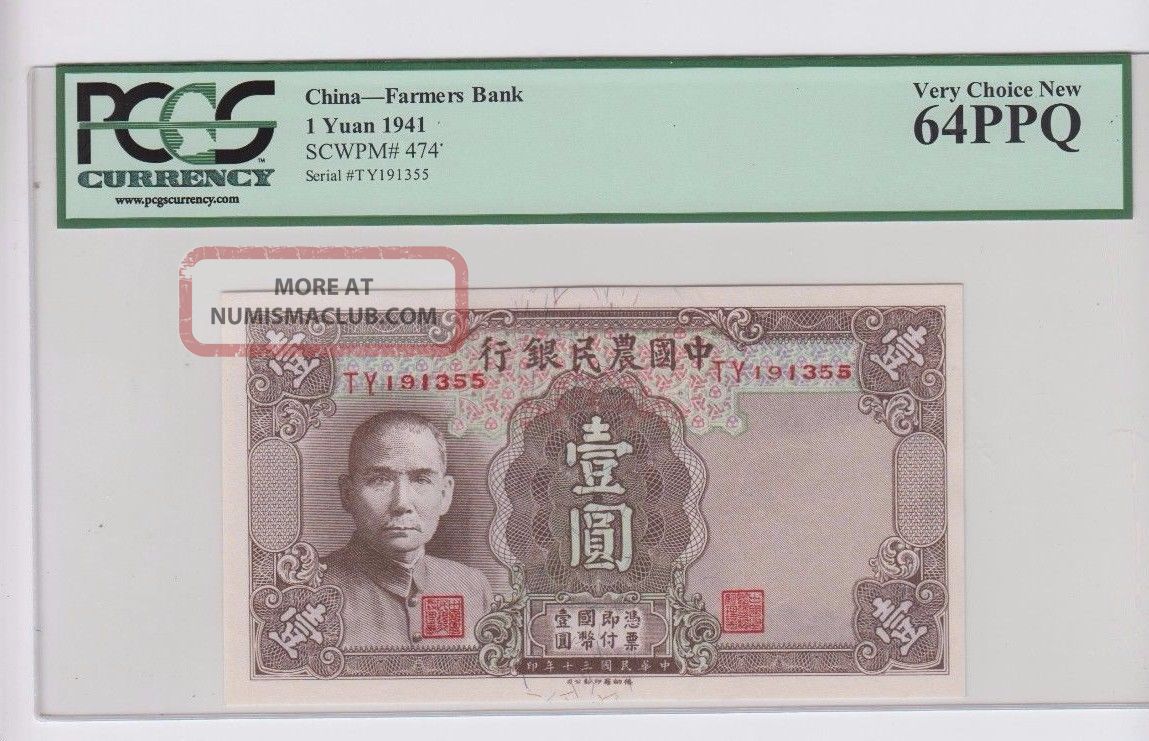 PCGS
CURRENCY
www.pcgscurrency.com
China—Farmers Bank
1 Yuan 1941
SCWPM# 474
Serial #TY191355
Very Choice New
64PPQ
MORE AT
NUMISMACLUB.COM
行銀民農國中
TY191355
TY191355
壹
壹
壹圓
憑票即付國幣壹圓
壹
壹
印年十三國民華中